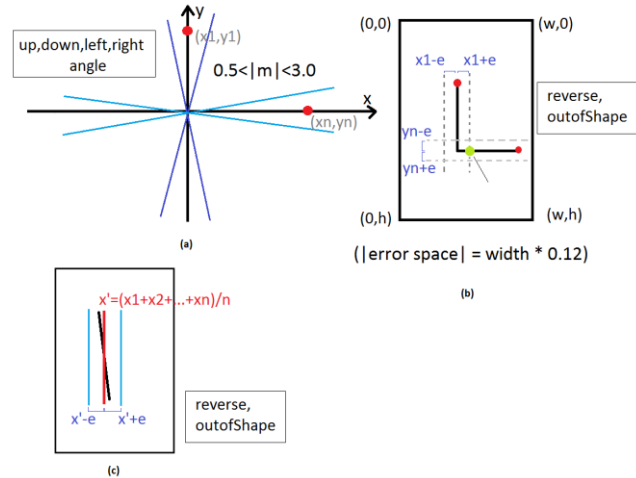 y
up,down,left,right
angle
(x1,y1)
0.5<|m|<3.0
x
(xn,yn)
(a)
(0,0)
(w,0)
x1-e
x1+e
reverse,
outofShape
yn-e
yn+e
(0,h)
(w,h)
(|error space| = width * 0.12)
(b)
x'=(x1+x2+...+xn)/n
x'-e
x'+e
reverse,
outofShape
(c)